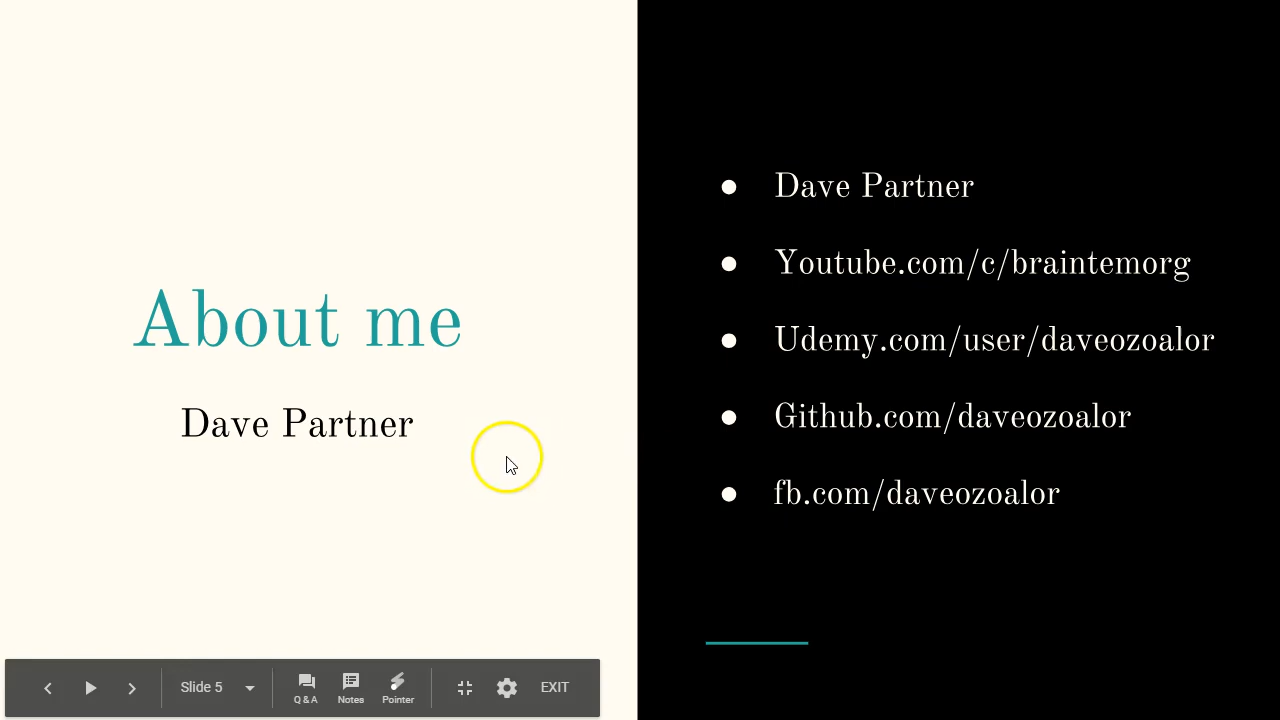 About me
Dave Partner
● Dave Partner
● Youtube.com/c/braintemorg
● Udemy.com/user/daveozoalor
● Github.com/daveozoalor
● fb.com/daveozoalor
Slide 5
Q & A
Notes
Pointer
EXIT